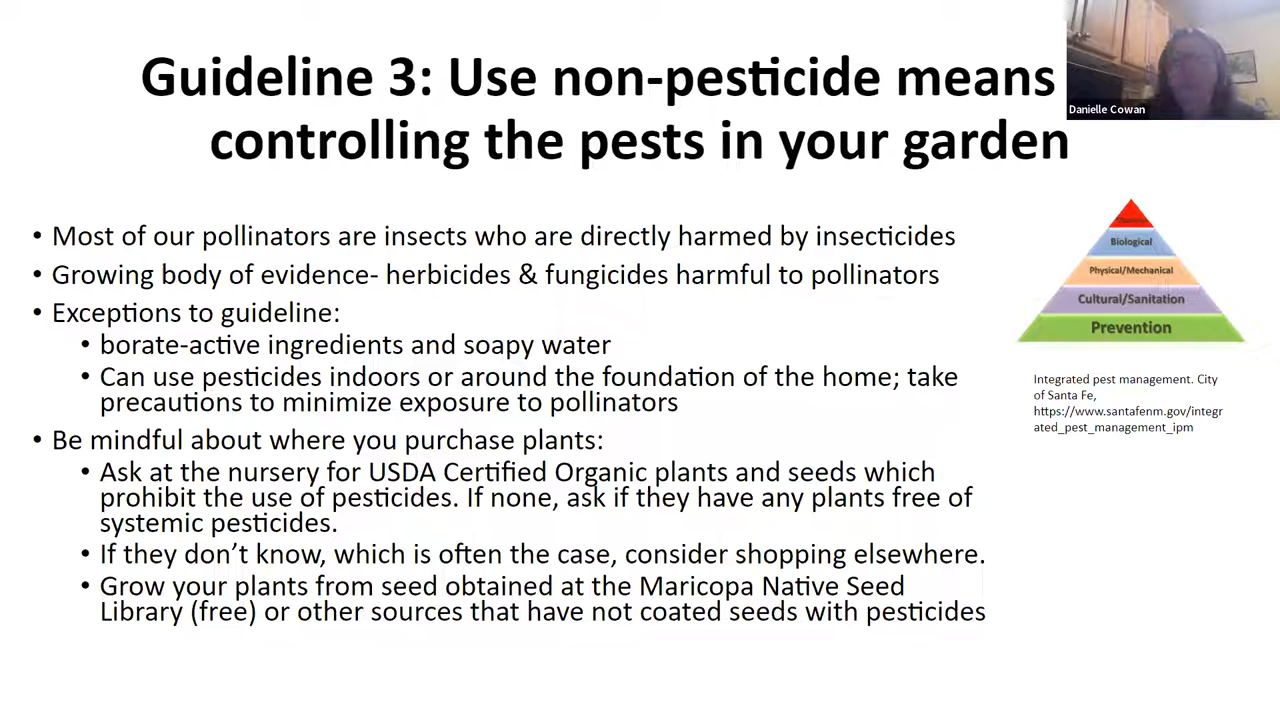 Guideline 3: Use non-pesticide means
controlling the pests in your garden
Danielle Cowan
• Most of our pollinators are insects who are directly harmed by insecticides
• Growing body of evidence- herbicides & fungicides harmful to pollinators
• Exceptions to guideline:
• borate-active ingredients and soapy water
• Can use pesticides indoors or around the foundation of the home; take
precautions to minimize exposure to pollinators
• Be mindful about where you purchase plants:
• Ask at the nursery for USDA Certified Organic plants and seeds which
prohibit the use of pesticides. If none, ask if they have any plants free of
systemic pesticides.
• If they don’t know, which is often the case, consider shopping elsewhere.
• Grow your plants from seed obtained at the Maricopa Native Seed
Library (free) or other sources that have not coated seeds with pesticides
Biological
Physical/Mechanical
Cultural/Sanitation
Prevention
Integrated pest management. City
of Santa Fe,
https://www.santafenm.gov/integr
ated_pest_management_ipm